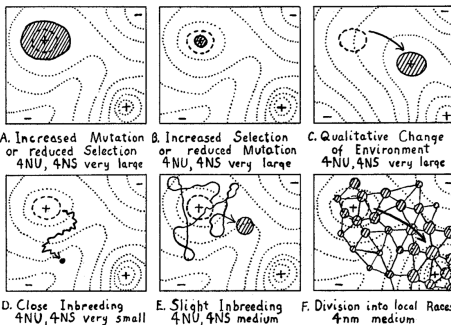 A. Increased Mutation
or reduced Selection
4NU, 4NS very large
B. Increased Selection
or reduced Mutation
4NU, 4NS very large
C. Qualitative Change
of Environment
4NU, 4NS very large
D. Close Inbreeding
4NU, 4NS very small
E. Slight Inbreeding
4NU, 4NS medium
F. Division into local Races
4nm medium